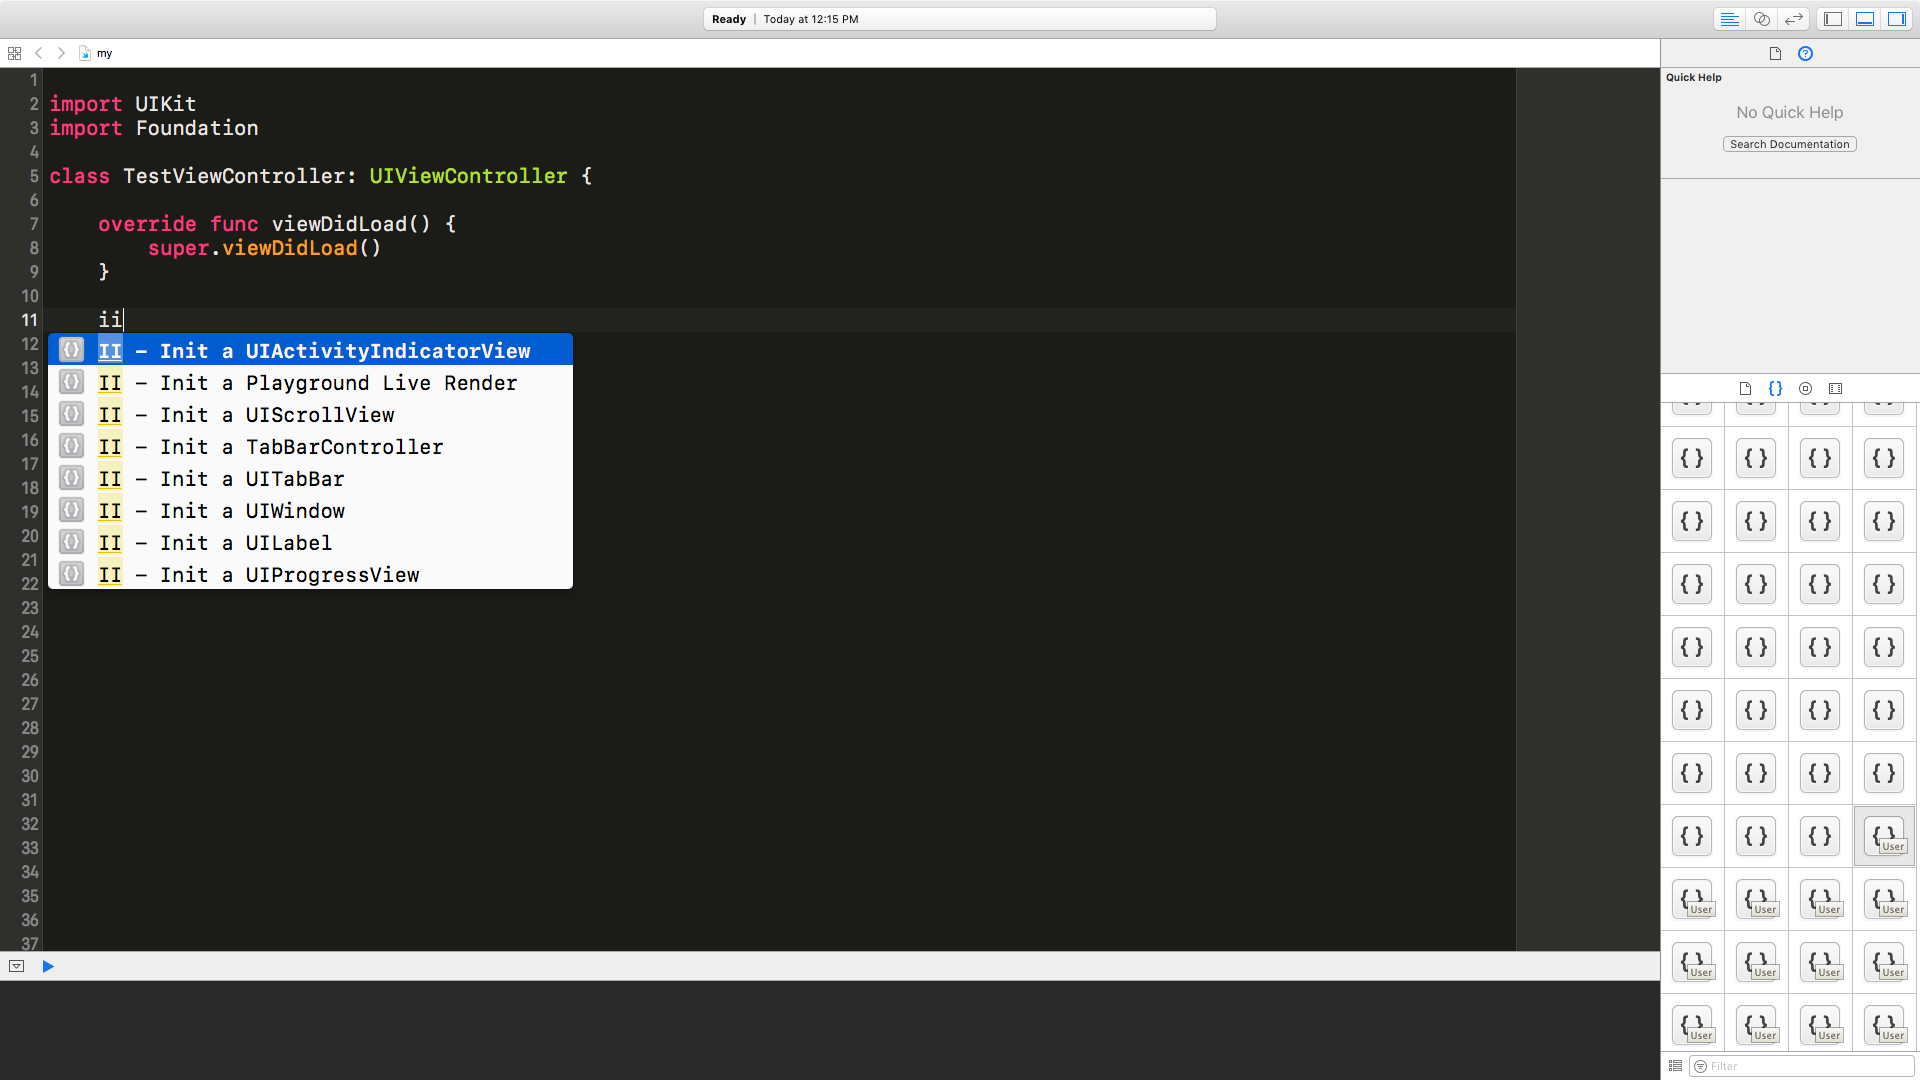 Ready | Today at 12:15 PM
my
1
2 import UIKit
3 import Foundation
4
5 class TestViewController: UIViewController {
6
7 override func viewDidLoad() {
8 super.viewDidLoad()
9 }
10
11 ii
12
13
14
15
16
17
18
19
20
21
22
23
24
25
26
27
28
29
30
31
32
33
34
35
36
37
II – Init a UIActivityIndicatorView
II – Init a Playground Live Render
II – Init a UIScrollView
II – Init a TabBarController
II – Init a UITabBar
II – Init a UIWindow
II – Init a UILabel
II – Init a UIProgressView
Quick Help
No Quick Help
Search Documentation
{} {} {} {}
{} {} {} {}
{} {} {} {}
{} {} {} {}
{} {} {} {}
{} {} {} {}
{} {} {} {} User
{} User {} User {} User {} User
{} User {} User {} User {} User
{} User {} User {} User {} User
Filter